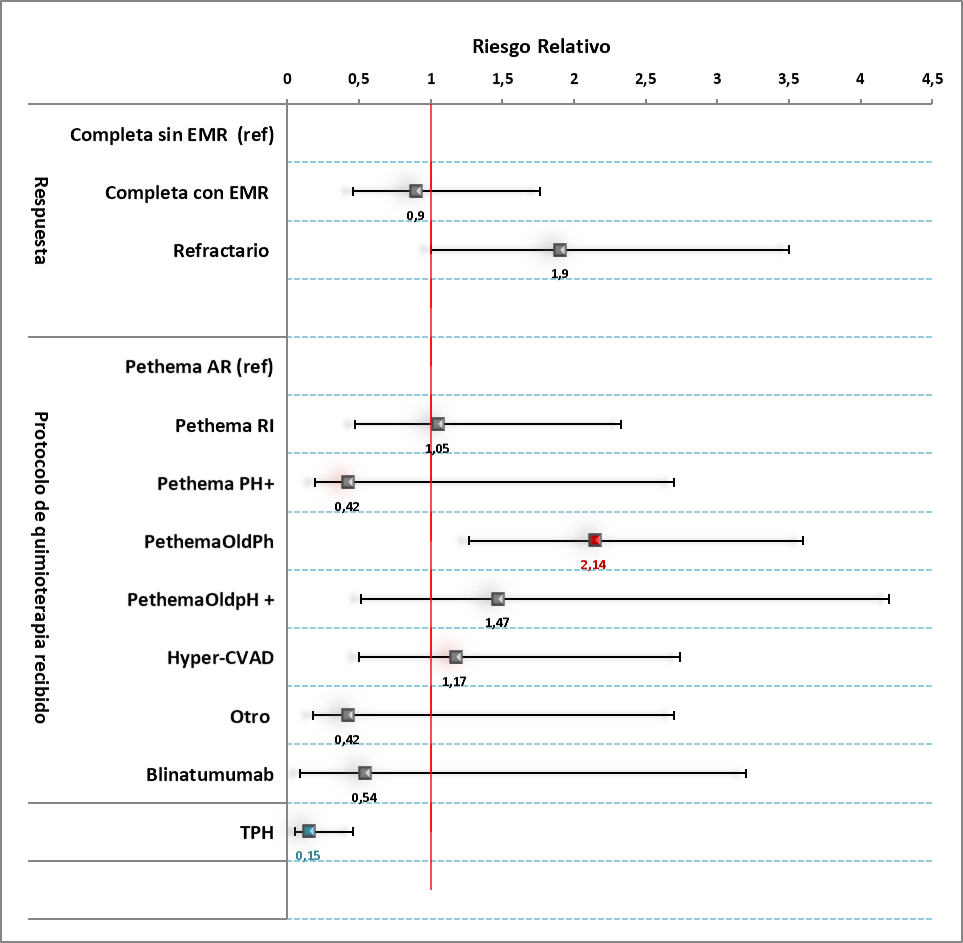 Riesgo Relativo
0 0,5 1 1,5 2 2,5 3 3,5 4 4,5
Respuesta
Completa sin EMR (ref)
Completa con EMR
0,9
Refractario
1,9
Protocolo de quimioterapia recibido
Pethema AR (ref)
Pethema RI
1,05
Pethema PH+
0,42
PethemaOldPh
2,14
PethemaOldpH +
1,47
Hyper-CVAD
1,17
Otro
0,42
Blinatumumab
0,54
TPH
0,15